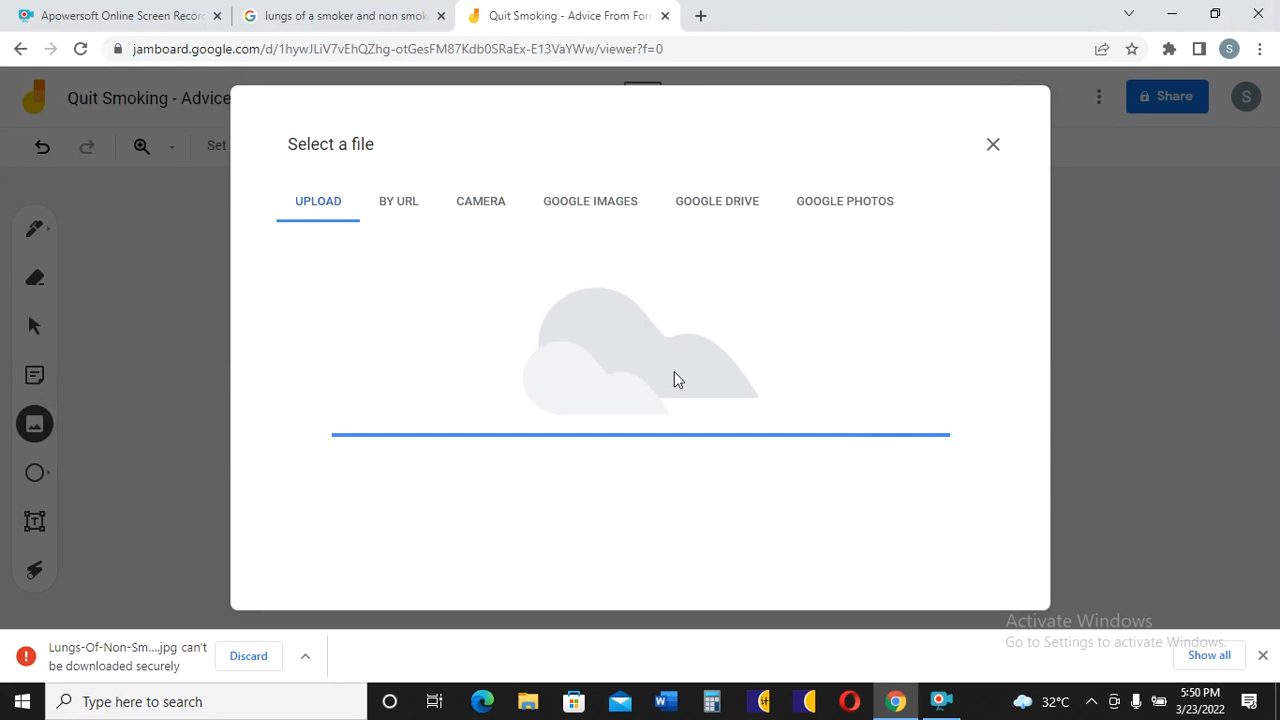 Apowersoft Online Screen Recor
lungs of a smoker and non smok
Quit Smoking - Advice From For
jamboard.google.com/d/1hywJLiV7vEhQZhg-otGesFM87Kdb0SRaEx-E13VaYWw/viewer?f=0
S
Quit Smoking - Advice
Share
S
Set
Select a file
UPLOAD
BY URL
CAMERA
GOOGLE IMAGES
GOOGLE DRIVE
GOOGLE PHOTOS
Activate Windows
Go to Settings to activate Windows.
Lungs-Of-Non-Sm....jpg can't
be downloaded securely
Discard
Show all
Type here to search
32°C
5:50 PM
3/23/2022